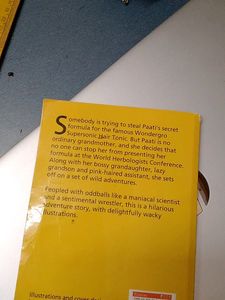 Somebody is trying to steal Paati's secret
formula for the famous Wondergro
Supersonic Hair Tonic. But Paati is no
ordinary grandmother, and she decides that
no one can stop her from presenting her
formula at the World Herbologists Conference.
Along with her bossy granddaughter, lazy
grandson and pink-haired assistant, she sets
off on a set of wild adventures.
Peopled with oddballs like a maniacal scientist
and a sentimental wrestler, this is a hilarious
adventure story, with delightfully wacky
illustrations.
Illustrations and cover